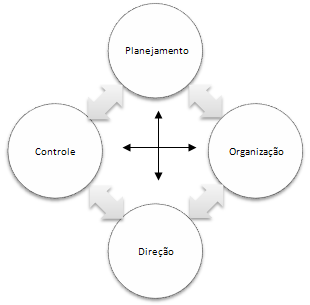 Planejamento
Controle
Organização
Direção